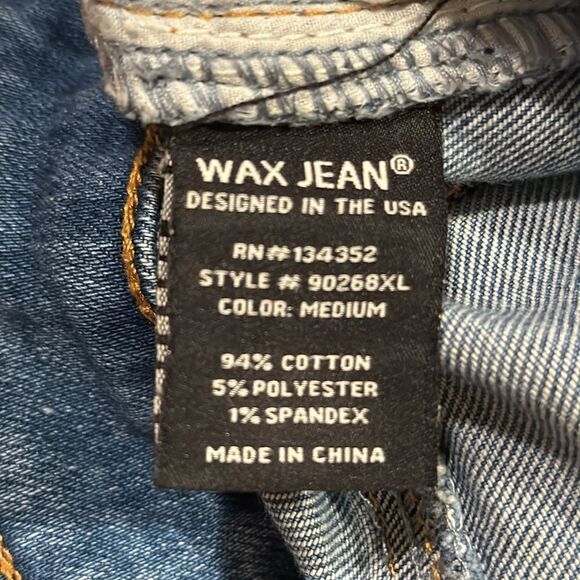 WAX JEAN®
DESIGNED IN THE USA
RN#134352
STYLE # 90268XL
COLOR: MEDIUM
94% COTTON
5% POLYESTER
1% SPANDEX
MADE IN CHINA